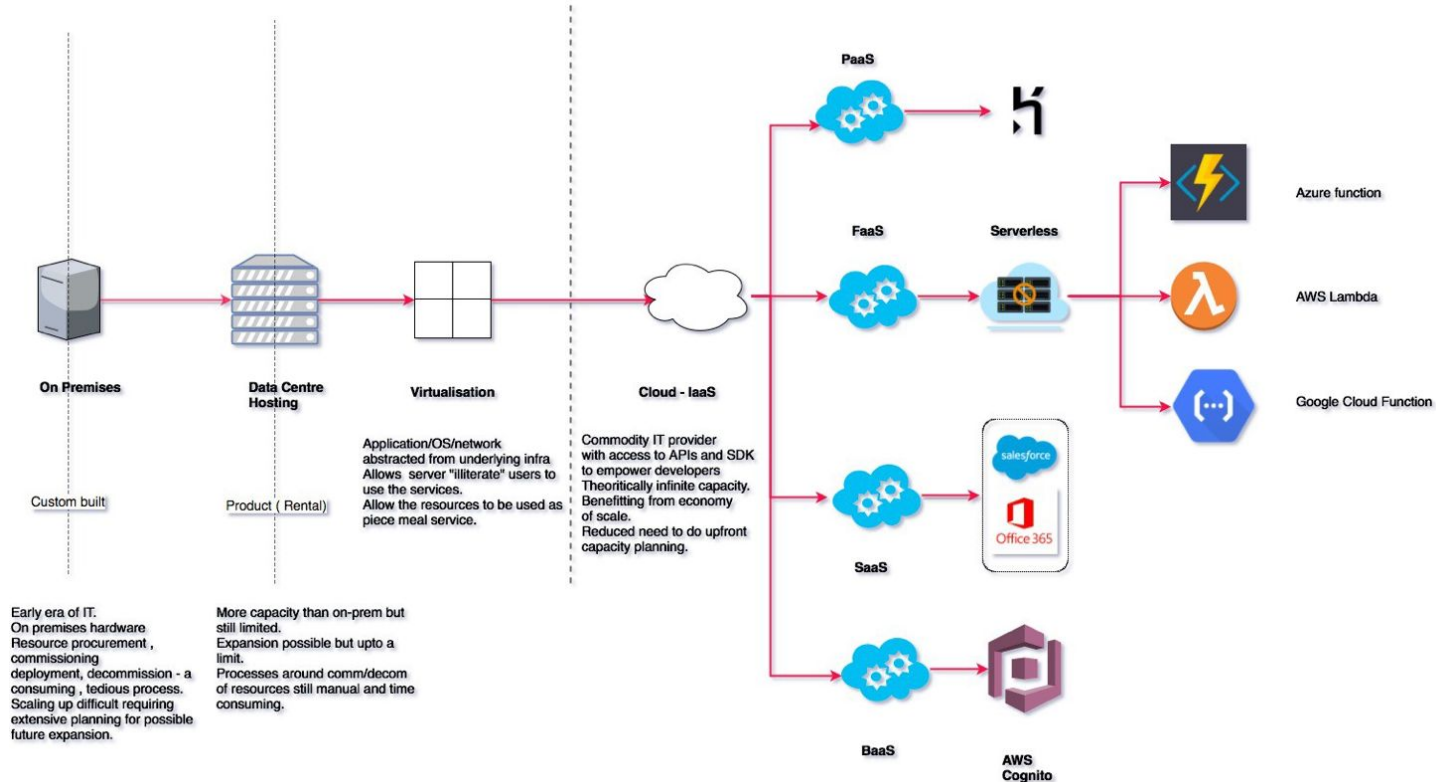 PaaS
FaaS
Serverless
Azure function
AWS Lambda
Google Cloud Function
On Premises
Data Centre
Hosting
Virtualisation
Cloud - IaaS
Custom built
Product ( Rental)
Application/OS/network
abstracted from underlying infra
Allows server "illiterate" users to
use the services.
Allow the resources to be used as
piece meal service.
Commodity IT provider
with access to APIs and SDK
to empower developers
Theoritically infinite capacity.
Benefitting from economy
of scale.
Reduced need to do upfront
capacity planning.
salesforce
Office 365
SaaS
Early era of IT.
On premises hardware
Resource procurement ,
commissioning
deployment, decommission - a
consuming , tedious process.
Scaling up difficult requiring
extensive planning for possible
future expansion.
More capacity than on-prem but
still limited.
Expansion possible but upto a
limit.
Processes around comm/decom
of resources still manual and time
consuming.
BaaS
AWS
Cognito